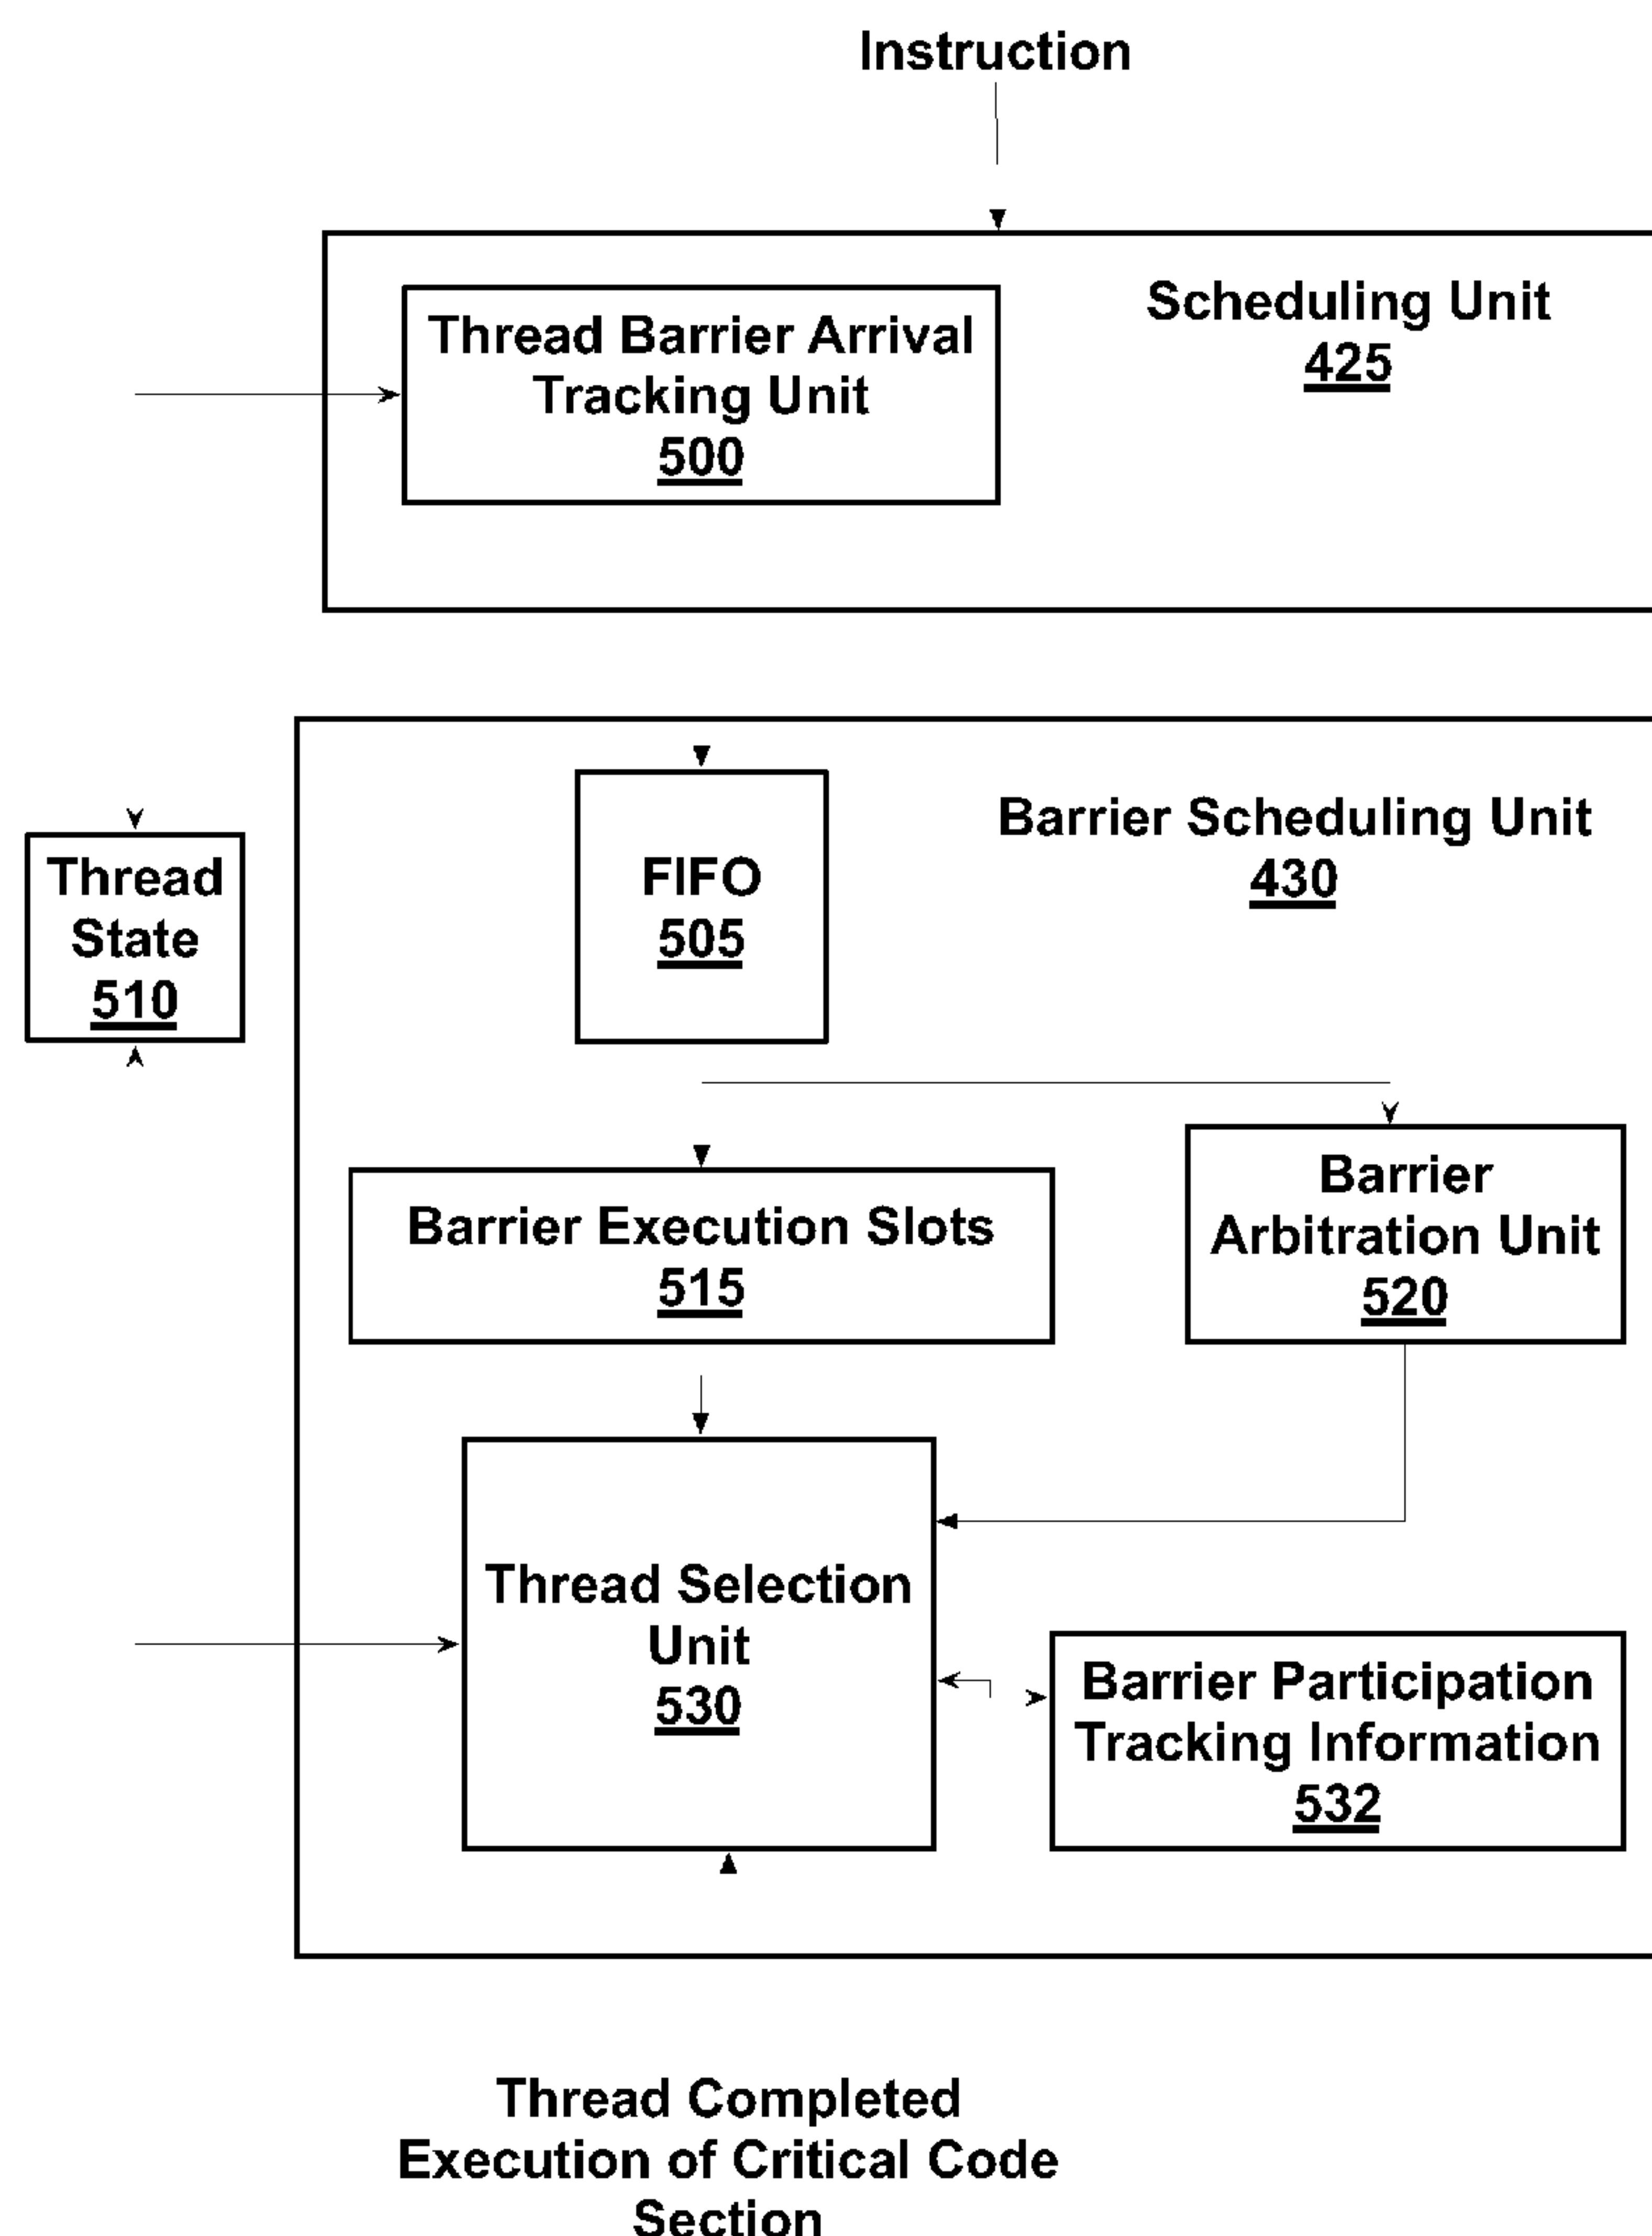 Instruction
Scheduling Unit
425
Thread Barrier Arrival
Tracking Unit
500
Barrier Scheduling Unit
430
FIFO
505
Thread
State
510
Barrier Execution Slots
515
Barrier
Arbitration Unit
520
Thread Selection
Unit
530
Barrier Participation
Tracking Information
532
Thread Completed
Execution of Critical Code
Section